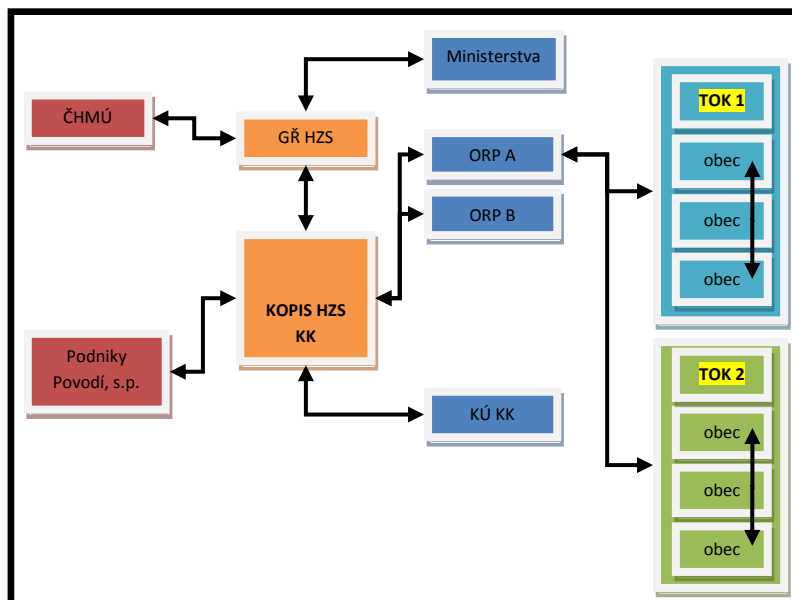 Ministerstva
ČHMÚ
GŘ HZS
ORP A
ORP B
KOPIS HZS
KK
Podniky
Povodí, s.p.
KÚ KK
TOK 1
obec
obec
obec
TOK 2
obec
obec
obec